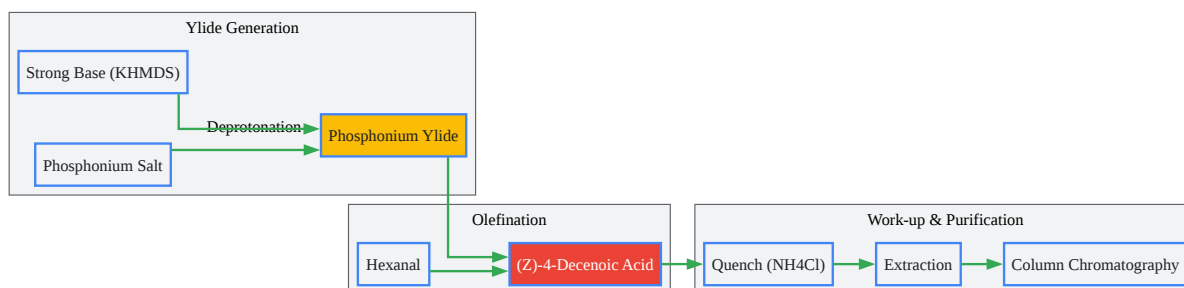 Ylide Generation
Strong Base (KHMDS)
Deprotonation
Phosphonium Ylide
Phosphonium Salt
Olefination
Hexanal
(Z)-4-Decenoic Acid
Work-up & Purification
Quench (NH4Cl)
Extraction
Column Chromatography